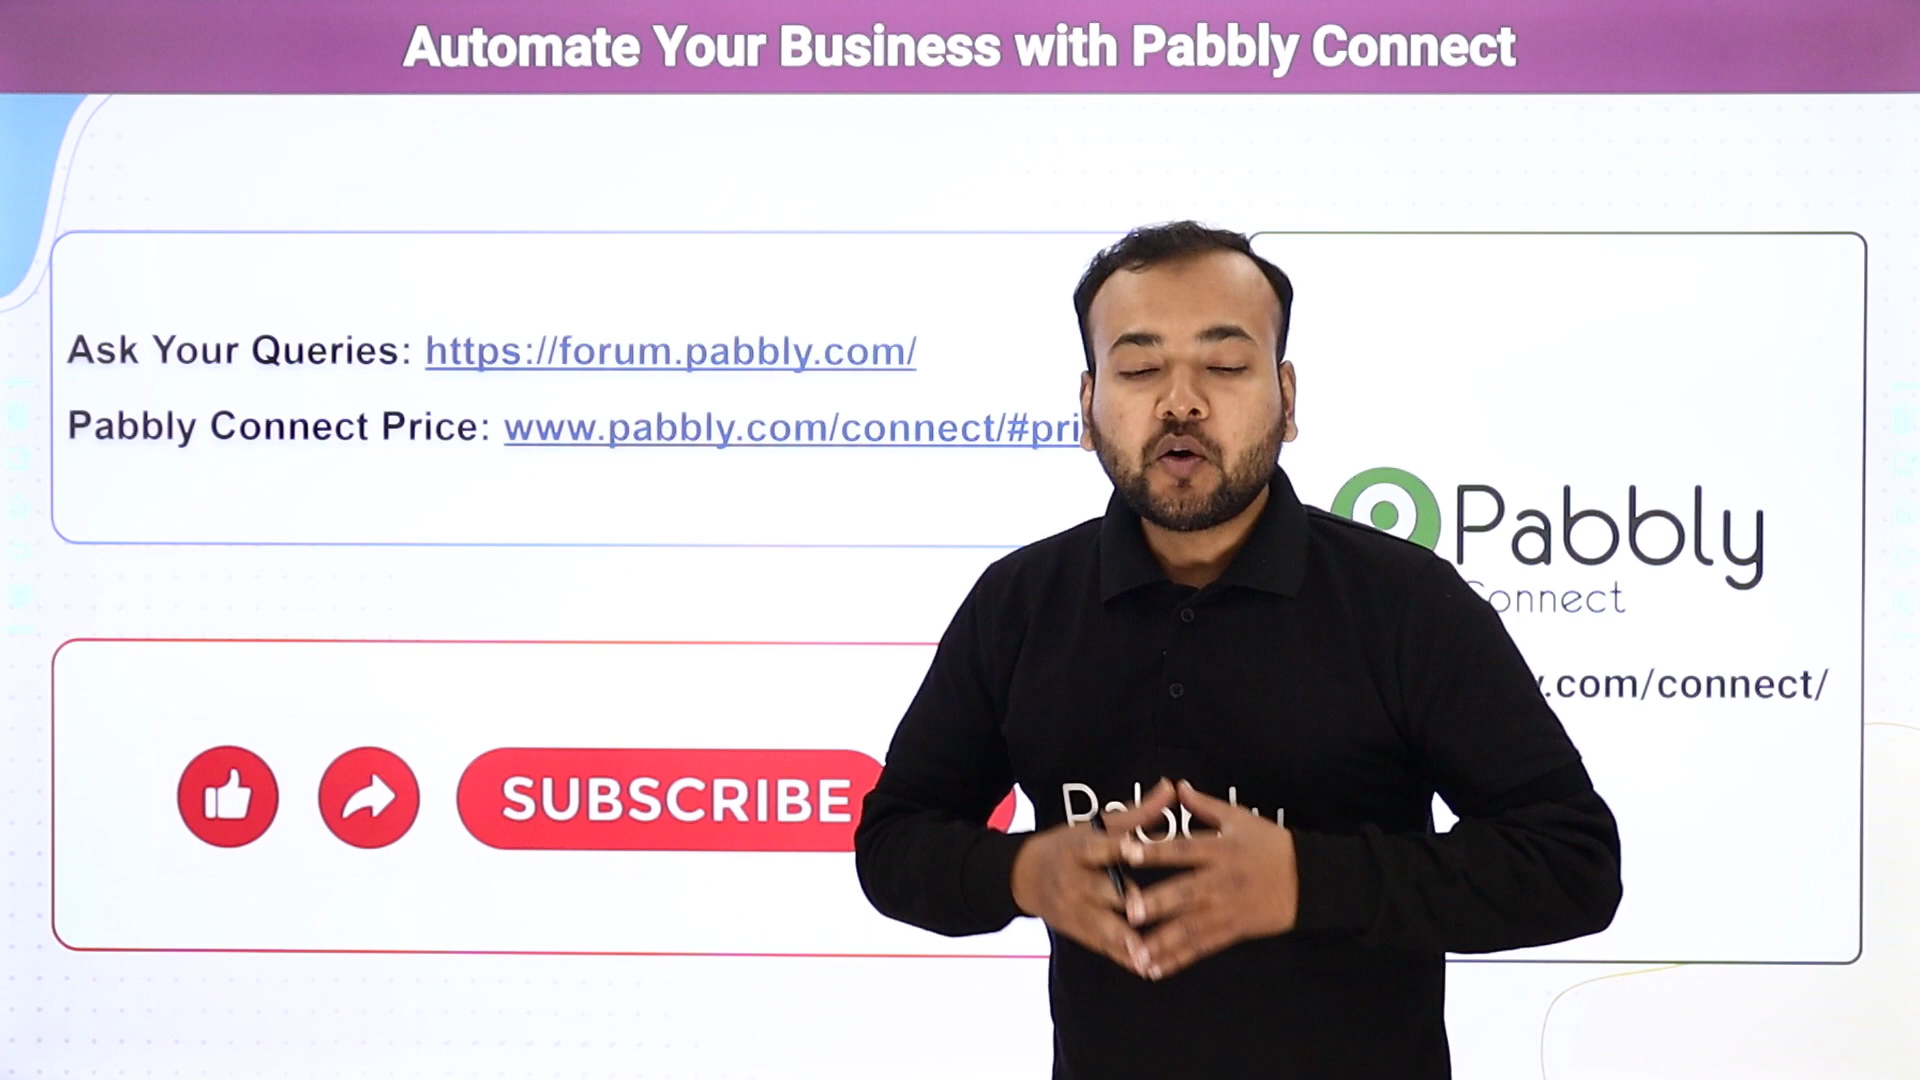 Automate Your Business with Pabbly Connect
Ask Your Queries: https://forum.pabbly.com/
Pabbly Connect Price: www.pabbly.com/connect/#pri
Pabbly
onnect
.com/connect/
SUBSCRIBE
Pabbly